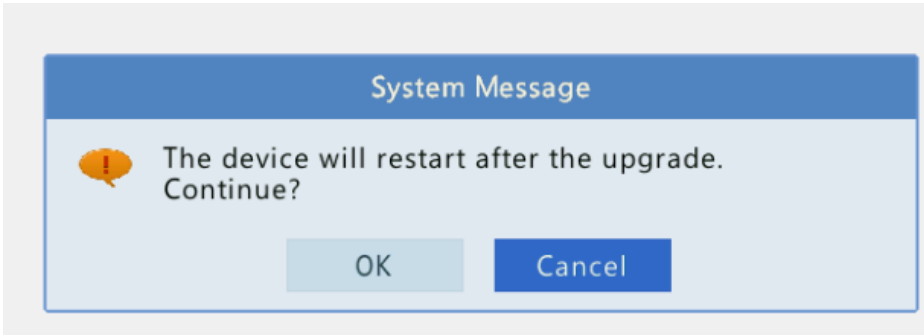 System Message
The device will restart after the upgrade.
Continue?
OK
Cancel